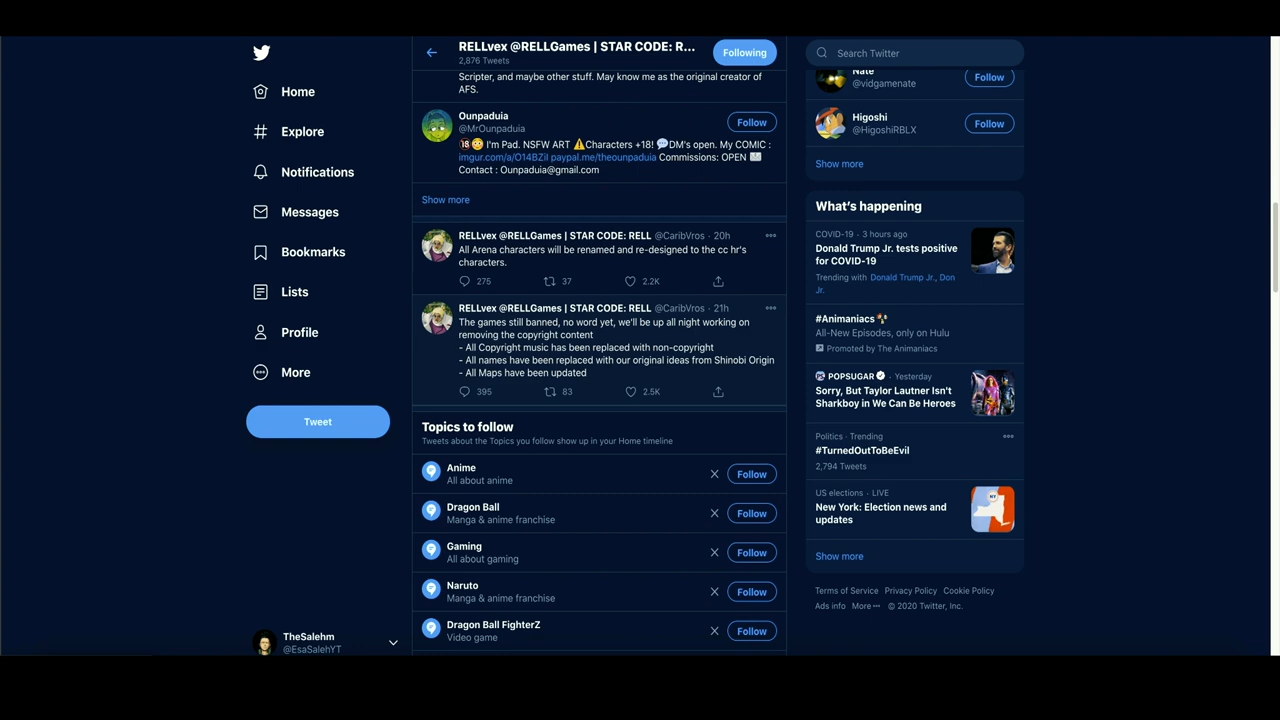 Home
Explore
Notifications
Messages
Bookmarks
Lists
Profile
More
Tweet
TheSalehm
@EsaSalehYT
RELLvex @RELLGames | STAR CODE: R...
2,876 Tweets
Following
Scripter, and maybe other stuff. May know me as the original creator of
AFS.
Ounpaduia
@MrOunpaduia
Follow
🔞😳 I'm Pad. NSFW ART ⚠️Characters +18! 💬DM's open. My COMIC :
imgur.com/a/O14BZiI paypal.me/theounpaduia Commissions: OPEN 📨
Contact : Ounpaduia@gmail.com
Show more
RELLvex @RELLGames | STAR CODE: RELL @CaribVros · 20h
All Arena characters will be renamed and re-designed to the cc hr's
characters.
275 37 2.2K
RELLvex @RELLGames | STAR CODE: RELL @CaribVros · 21h
The games still banned, no word yet, we'll be up all night working on
removing the copyright content
- All Copyright music has been replaced with non-copyright
- All names have been replaced with our original ideas from Shinobi Origin
- All Maps have been updated
395 83 2.5K
Topics to follow
Tweets about the Topics you follow show up in your Home timeline
Anime
All about anime
Follow
Dragon Ball
Manga & anime franchise
Follow
Gaming
All about gaming
Follow
Naruto
Manga & anime franchise
Follow
Dragon Ball FighterZ
Video game
Follow
Search Twitter
Nate
@vidgamenate
Follow
Higoshi
@HigoshiRBLX
Follow
Show more
What's happening
COVID-19 · 3 hours ago
Donald Trump Jr. tests positive
for COVID-19
Trending with Donald Trump Jr., Don
Jr.
#Animaniacs
All-New Episodes, only on Hulu
Promoted by The Animaniacs
POPSUGAR · Yesterday
Sorry, But Taylor Lautner Isn't
Sharkboy in We Can Be Heroes
Politics · Trending
#TurnedOutToBeEvil
2,794 Tweets
US elections · LIVE
New York: Election news and
updates
NY
Show more
Terms of Service Privacy Policy Cookie Policy
Ads info More ··· © 2020 Twitter, Inc.